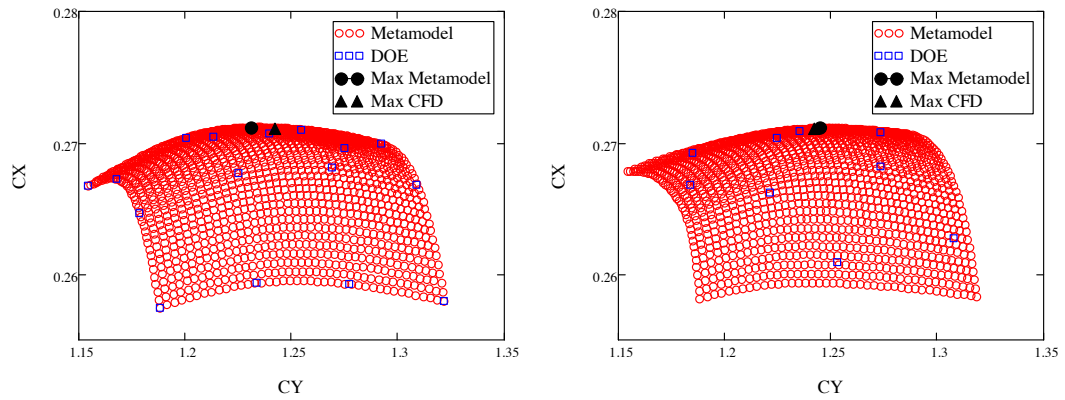 0.28
0.27
0.26
CX
1.15
1.2
1.25
1.3
1.35
CY
Metamodel
DOE
Max Metamodel
Max CFD
0.28
0.27
0.26
CX
1.15
1.2
1.25
1.3
1.35
CY
Metamodel
DOE
Max Metamodel
Max CFD